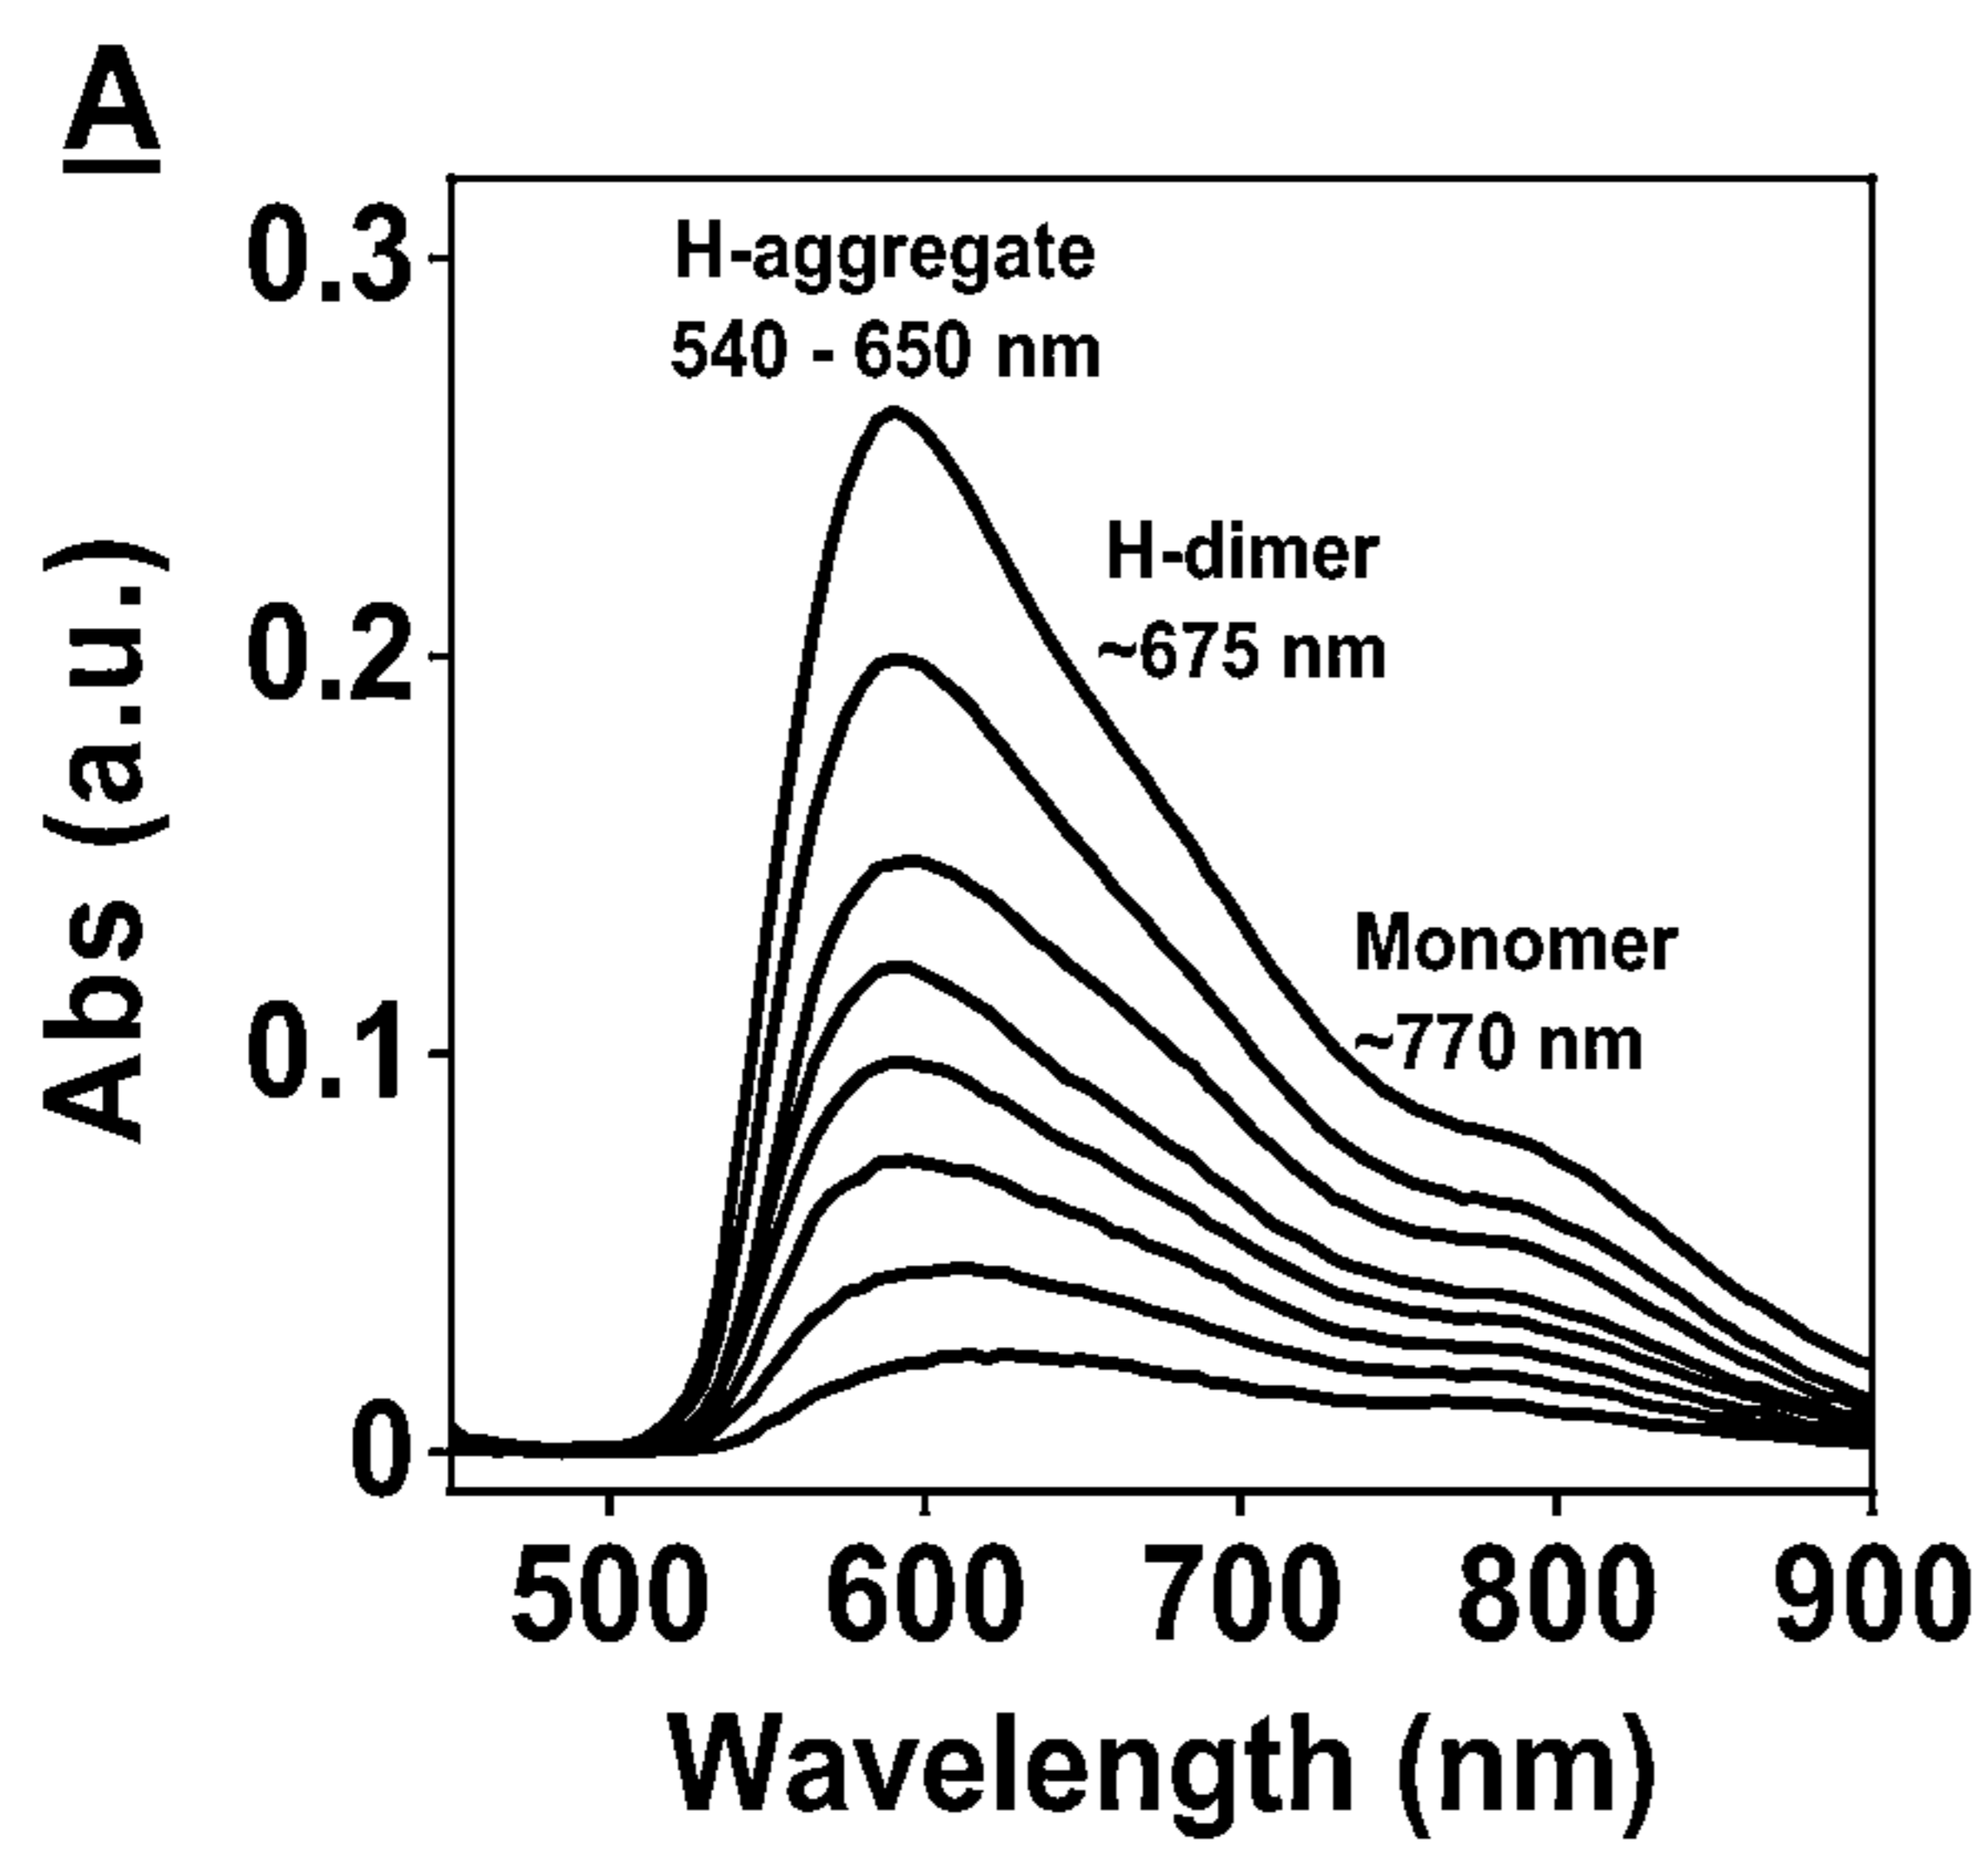 A
0.3
H-aggregate
540 - 650 nm
H-dimer
~675 nm
0.2
Monomer
~770 nm
0.1
0
Abs (a.u.)
500 600 700 800 900
Wavelength (nm)